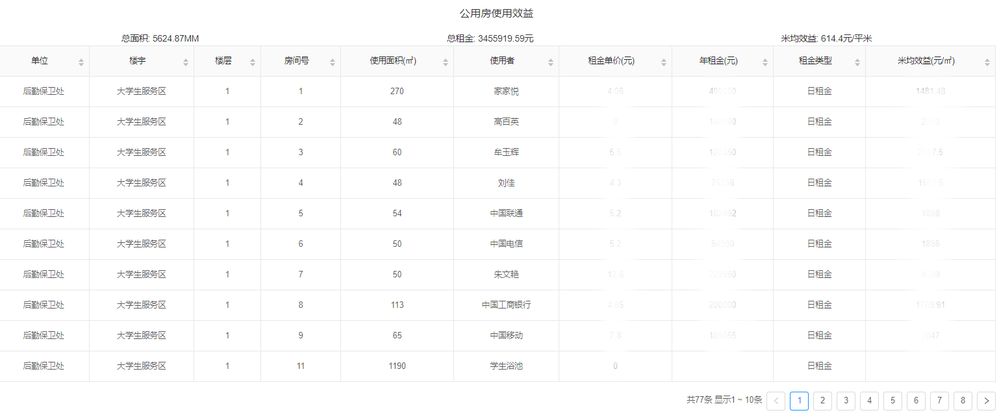 公用房使用效益
总面积: 5624.87MM 总租金: 3455919.59元 米均效益: 614.4元/平米
单位 楼宇 楼层 房间号 使用面积(㎡) 使用者 租金单价(元) 年租金(元) 租金类型 米均效益(元/㎡)
后勤保卫处 大学生服务区 1 1 270 家家悦 4.06 400000 日租金 1481.48
后勤保卫处 大学生服务区 1 2 48 高百英 8 140160 日租金 2920
后勤保卫处 大学生服务区 1 3 60 牟玉辉 5.5 120450 日租金
后勤保卫处 大学生服务区 1 4 48 刘佳 4.3 75336 日租金 1569.5
后勤保卫处 大学生服务区 1 5 54 中国联通 5.2 102492 日租金 1898
后勤保卫处 大学生服务区 1 6 50 中国电信 5.2 94900 日租金 1898
后勤保卫处 大学生服务区 1 7 50 朱文艳 12.6 229950 日租金 4599
后勤保卫处 大学生服务区 1 8 113 中国工商银行 4.85 200000 日租金 1769.91
后勤保卫处 大学生服务区 1 9 65 中国移动 7.8 185055 日租金 2847
后勤保卫处 大学生服务区 1 11 1190 学生浴池 0 日租金
共77条 显示1 ~ 10条 < 1 2 3 4 5 6 7 8 >